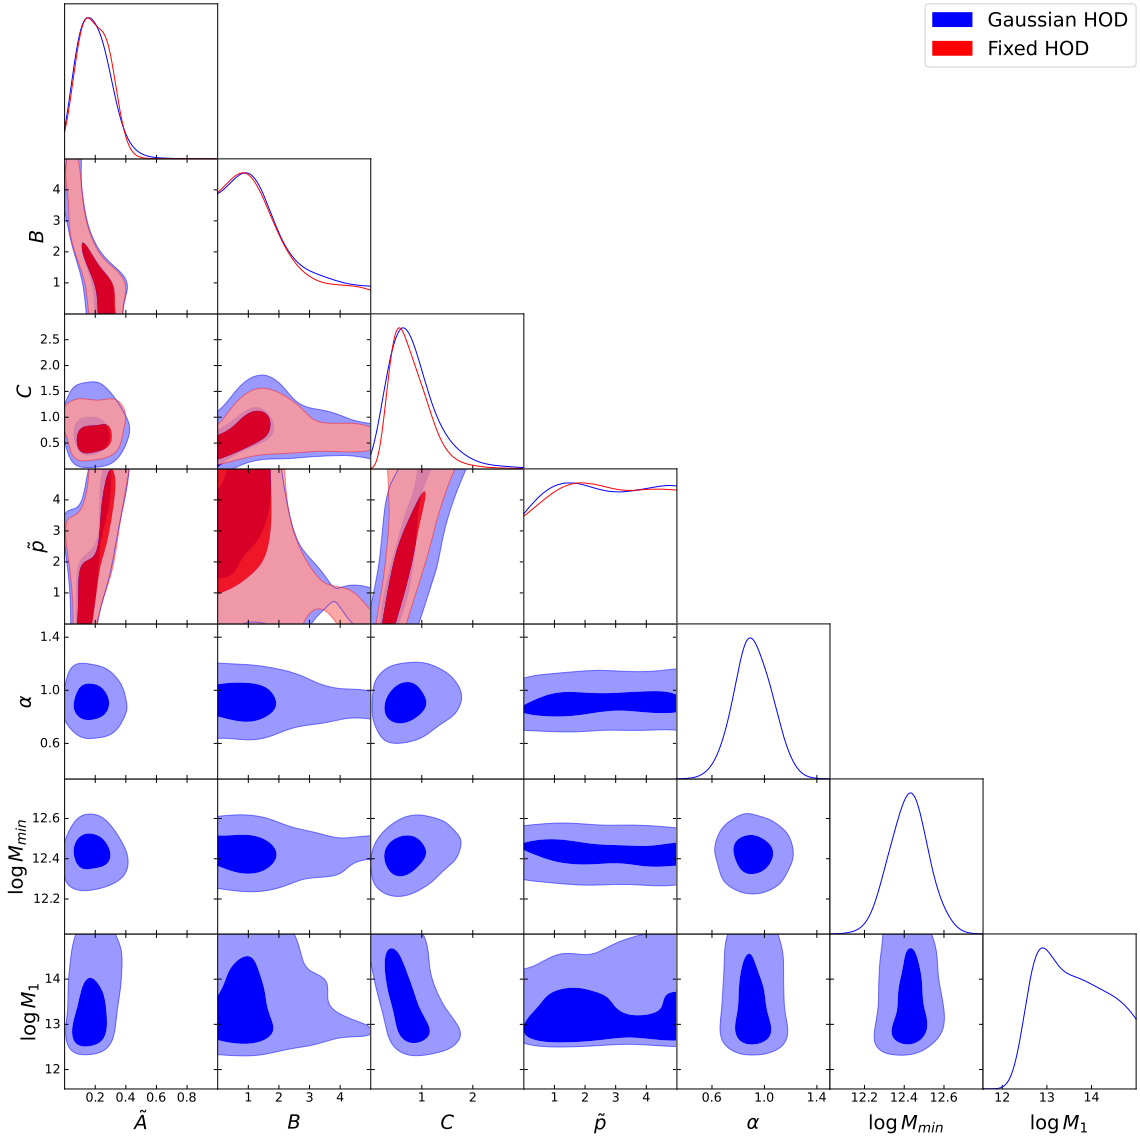 Gaussian HOD
Fixed HOD
4
3
2
1
B
2.5
2.0
1.5
1.0
0.5
C
4
3
2
1
p̃
1.4
1.0
0.6
α
12.6
12.4
12.2
log M_min
14
13
12
log M_1
0.2 0.4 0.6 0.8 1 2 3 4 1 2 1 2 3 4 0.6 1.0 1.4 12.2 12.4 12.6 12 13 14
Ã B C p̃ α log M_min log M_1